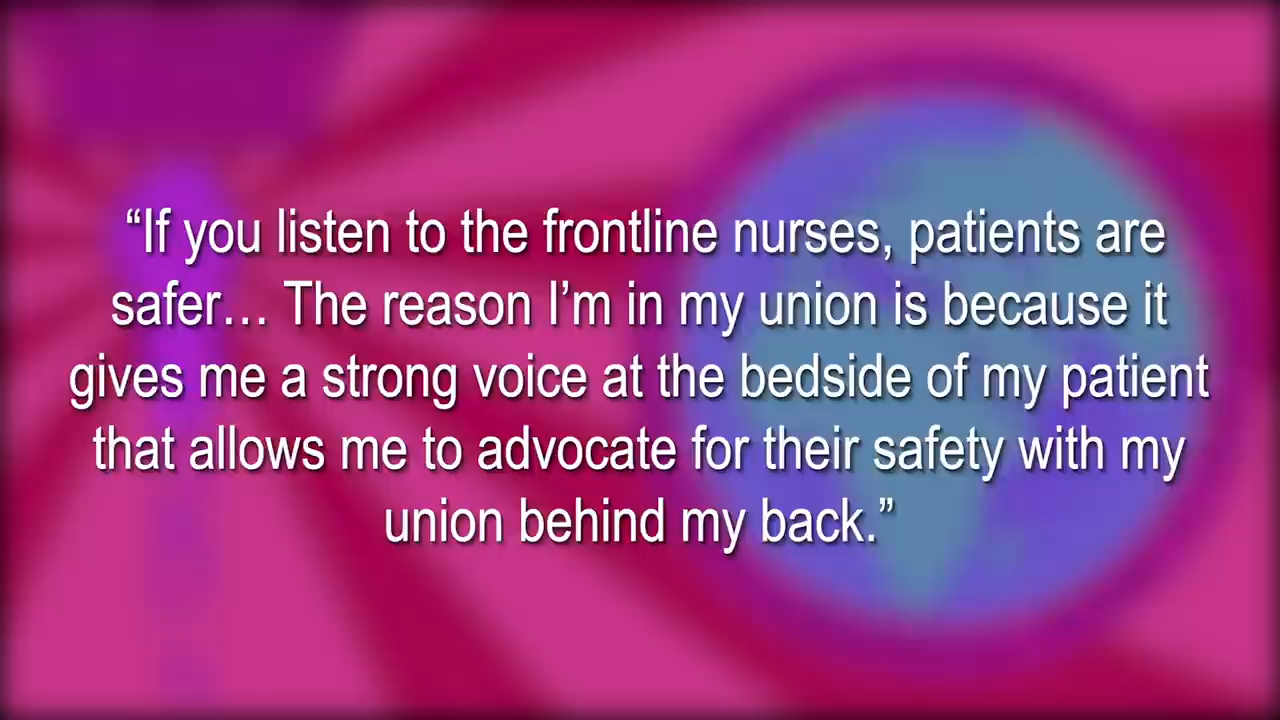 “If you listen to the frontline nurses, patients are
safer… The reason I’m in my union is because it
gives me a strong voice at the bedside of my patient
that allows me to advocate for their safety with my
union behind my back.”